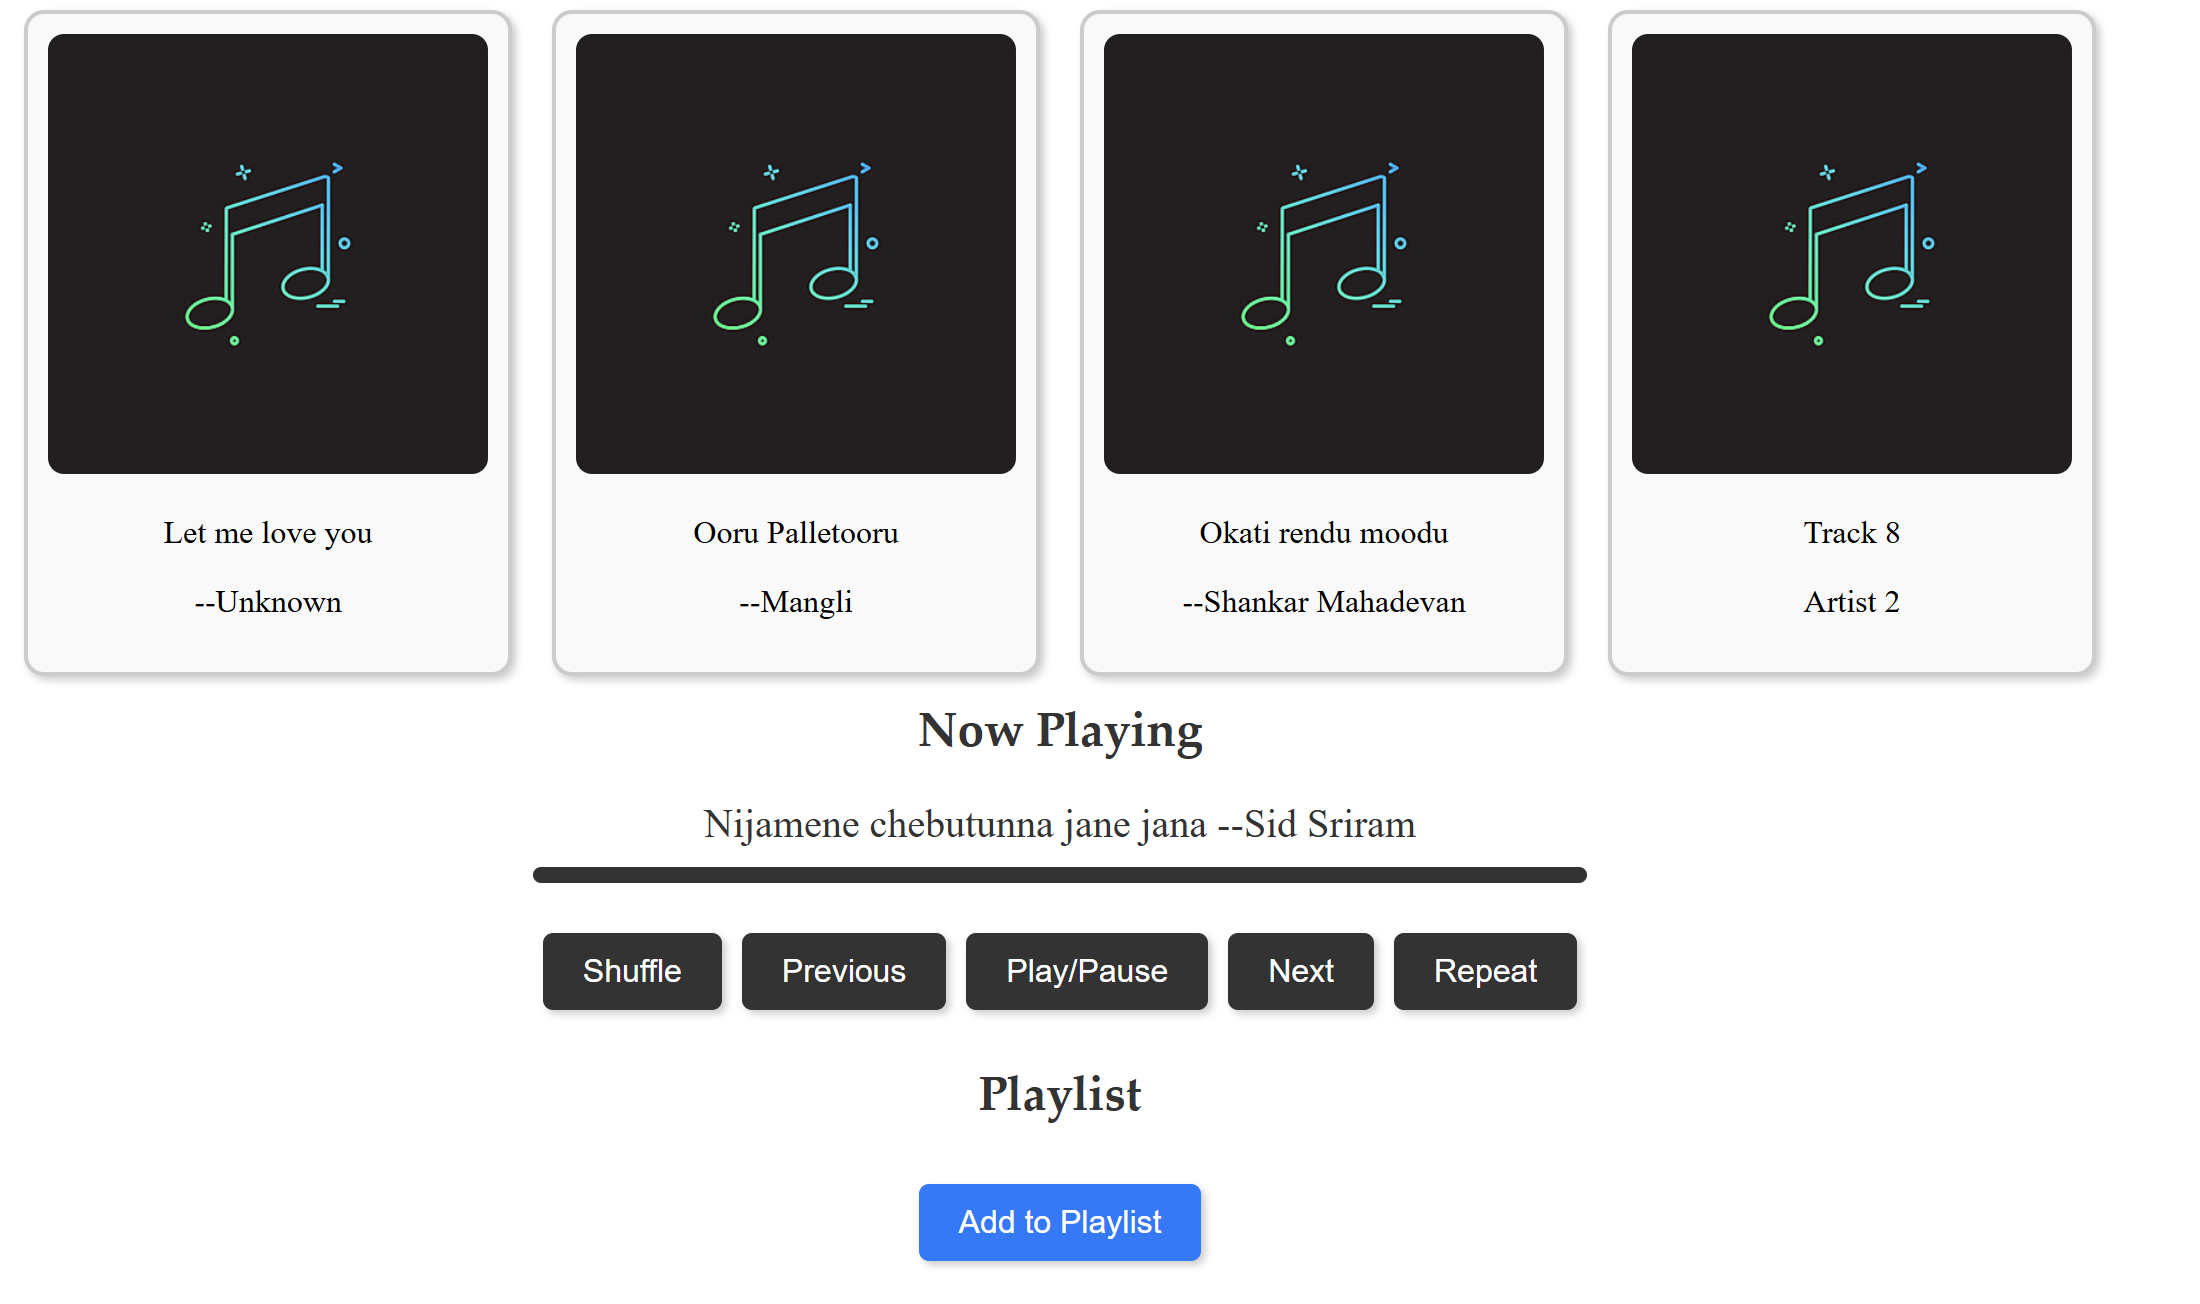 Let me love you
--Unknown
Ooru Palletooru
--Mangli
Okati rendu moodu
--Shankar Mahadevan
Track 8
Artist 2
Now Playing
Nijamene chebutunna jane jana --Sid Sriram
Shuffle
Previous
Play/Pause
Next
Repeat
Playlist
Add to Playlist